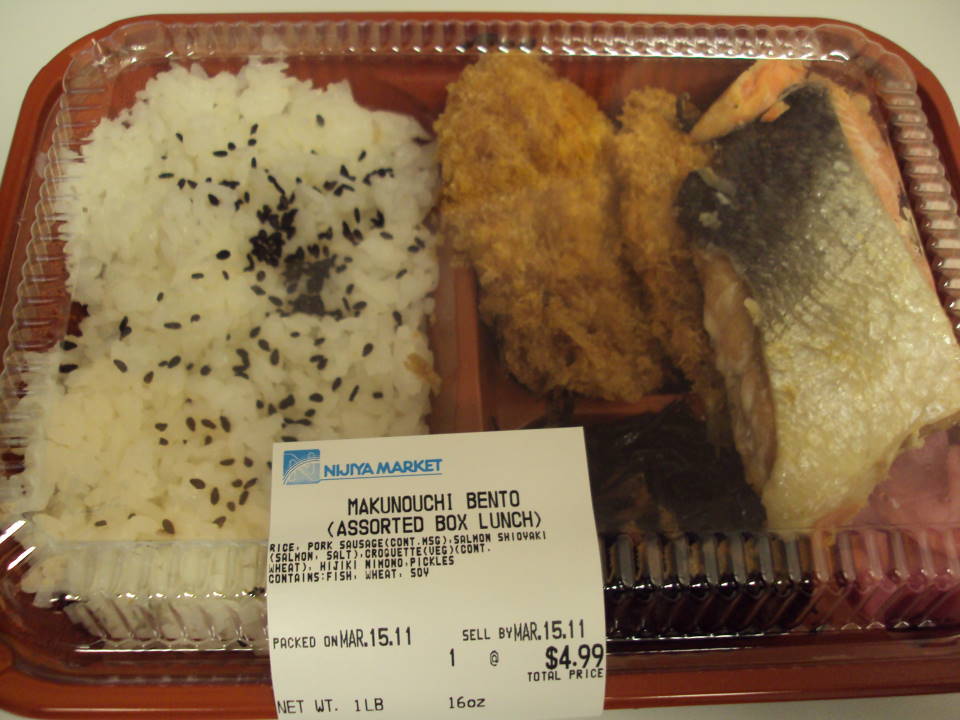 NIJIYA MARKET
MAKUNOUCHI BENTO
(ASSORTED BOX LUNCH)
RICE, PORK SAUSAGE(CONT.MSG),SALMON SHIOYAKI
(SALMON, SALT),CROQUETTE(VEG)(CONT.
WHEAT), HIJIKI NIMONO,PICKLES
CONTAINS:FISH, WHEAT, SOY
PACKED ON MAR.15.11 SELL BY MAR.15.11
1 @ $4.99
TOTAL PRICE
NET WT. 1LB 16oz